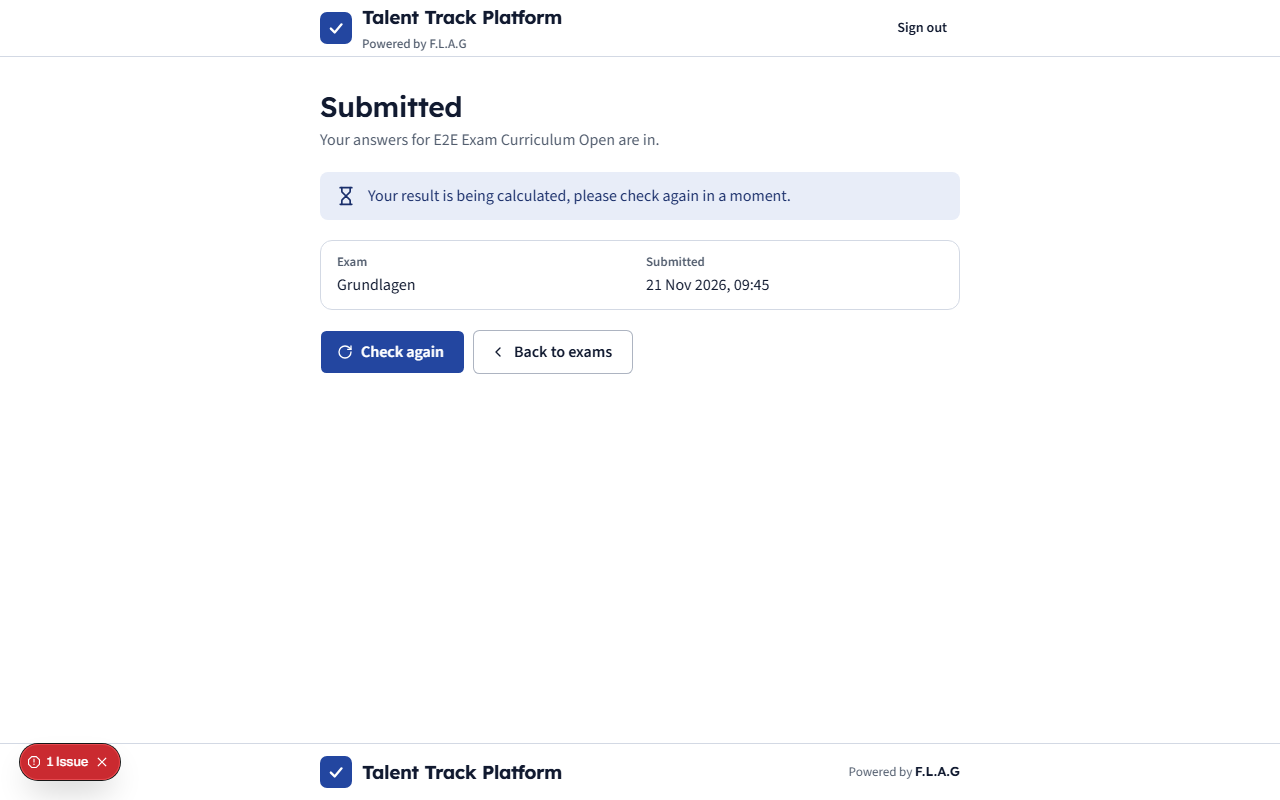 Talent Track Platform
Powered by F.L.A.G
Sign out
Submitted
Your answers for E2E Exam Curriculum Open are in.
Your result is being calculated, please check again in a moment.
Exam
Grundlagen
Submitted
21 Nov 2026, 09:45
Check again
Back to exams
1 Issue
Talent Track Platform
Powered by F.L.A.G